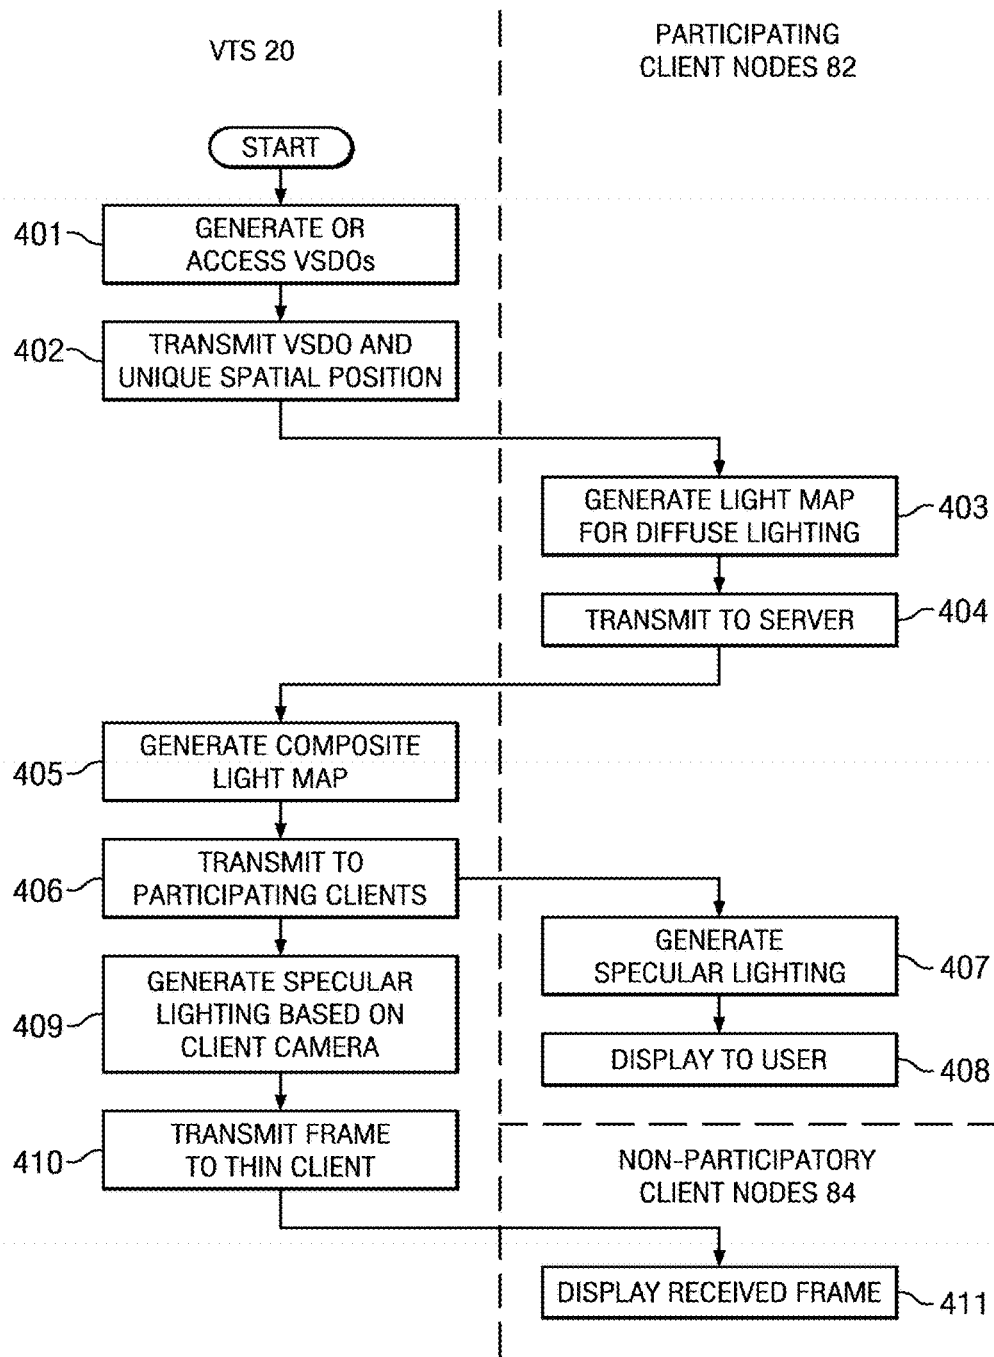 VTS 20
PARTICIPATING
CLIENT NODES 82
START
401
GENERATE OR
ACCESS VSDOs
402
TRANSMIT VSDO AND
UNIQUE SPATIAL POSITION
GENERATE LIGHT MAP
FOR DIFFUSE LIGHTING
403
TRANSMIT TO SERVER
404
405
GENERATE COMPOSITE
LIGHT MAP
406
TRANSMIT TO
PARTICIPATING CLIENTS
GENERATE
SPECULAR LIGHTING
407
409
GENERATE SPECULAR
LIGHTING BASED ON
CLIENT CAMERA
DISPLAY TO USER
408
410
TRANSMIT FRAME
TO THIN CLIENT
NON-PARTICIPATORY
CLIENT NODES 84
DISPLAY RECEIVED FRAME
411